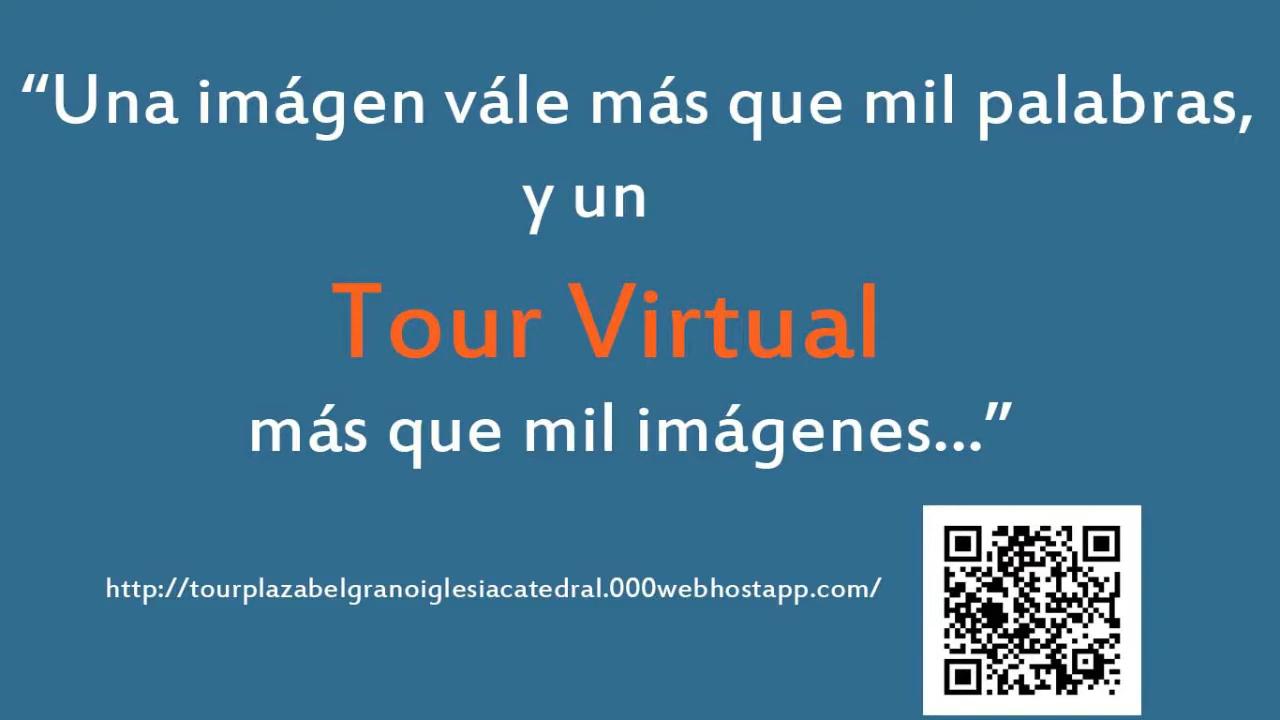 “Una imágen vále más que mil palabras,
y un
Tour Virtual
más que mil imágenes...”
http://tourplazabelgranoiglesiacatedral.000webhostapp.com/